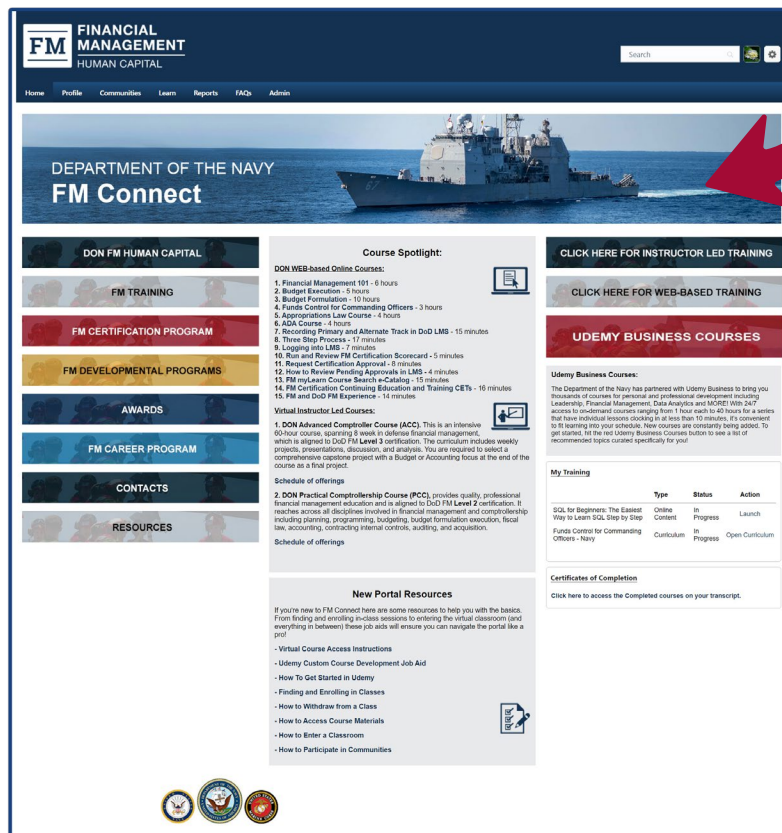 FM
FINANCIAL
MANAGEMENT
HUMAN CAPITAL
Search
Home Profile Communities Learn Reports FAQs Admin
DEPARTMENT OF THE NAVY
FM Connect
DON FM HUMAN CAPITAL
FM TRAINING
FM CERTIFICATION PROGRAM
FM DEVELOPMENTAL PROGRAMS
AWARDS
FM CAREER PROGRAM
CONTACTS
RESOURCES
Course Spotlight:
DON WEB-based Online Courses:
1. Financial Management 101 - 6 hours
2. Budget Execution - 5 hours
3. Budget Formulation - 10 hours
4. Funds Control for Commanding Officers - 3 hours
5. Appropriations Law Course - 4 hours
6. ADA Course - 4 hours
7. Recording Primary and Alternate Track in DoD LMS - 15 minutes
8. Three Step Process - 17 minutes
9. Logging into LMS - 7 minutes
10. Run and Review FM Certification Scorecard - 5 minutes
11. Request Certification Approval - 8 minutes
12. How to Review Pending Approvals in LMS - 4 minutes
13. FM myLearn Course Search e-Catalog - 15 minutes
14. FM Certification Continuing Education and Training CETs - 16 minutes
15. FM and DoD FM Experience - 14 minutes
Virtual Instructor Led Courses:
1. DON Advanced Comptroller Course (ACC). This is an intensive
60-hour course, spanning 8 week in defense financial management,
which is aligned to DoD FM Level 3 certification. The curriculum includes weekly
projects, presentations, discussion, and analysis. You are required to select a
comprehensive capstone project with a Budget or Accounting focus at the end of the
course as a final project.
Schedule of offerings
2. DON Practical Comptrollership Course (PCC), provides quality, professional
financial management education and is aligned to DoD FM Level 2 certification. It
reaches across all disciplines involved in financial management and comptrollership
including planning, programming, budgeting, budget formulation execution, fiscal
law, accounting, contracting internal controls, auditing, and acquisition.
Schedule of offerings
New Portal Resources
If you're new to FM Connect here are some resources to help you with the basics.
From finding and enrolling in-class sessions to entering the virtual classroom (and
everything in between) these job aids will ensure you can navigate the portal like a
pro!
- Virtual Course Access Instructions
- Udemy Custom Course Development Job Aid
- How To Get Started in Udemy
- Finding and Enrolling in Classes
- How to Withdraw from a Class
- How to Access Course Materials
- How to Enter a Classroom
- How to Participate in Communities
CLICK HERE FOR INSTRUCTOR LED TRAINING
CLICK HERE FOR WEB-BASED TRAINING
UDEMY BUSINESS COURSES
Udemy Business Courses:
The Department of the Navy has partnered with Udemy Business to bring you
thousands of courses for personal and professional development including
Leadership, Financial Management, Data Analytics and MORE! With 24/7
access to on-demand courses ranging from 1 hour each to 40 hours for a series
that have individual lessons clocking in at less than 10 minutes, it's convenient
to fit learning into your schedule. New courses are constantly being added. To
get started, hit the red Udemy Business Courses button to see a list of
recommended topics curated specifically for you!
My Training
Type Status Action
SQL for Beginners: The Easiest Way to Learn SQL Step by Step Online Content In Progress Launch
Funds Control for Commanding Officers - Navy Curriculum In Progress Open Curriculum
Certificates of Completion
Click here to access the Completed courses on your transcript.